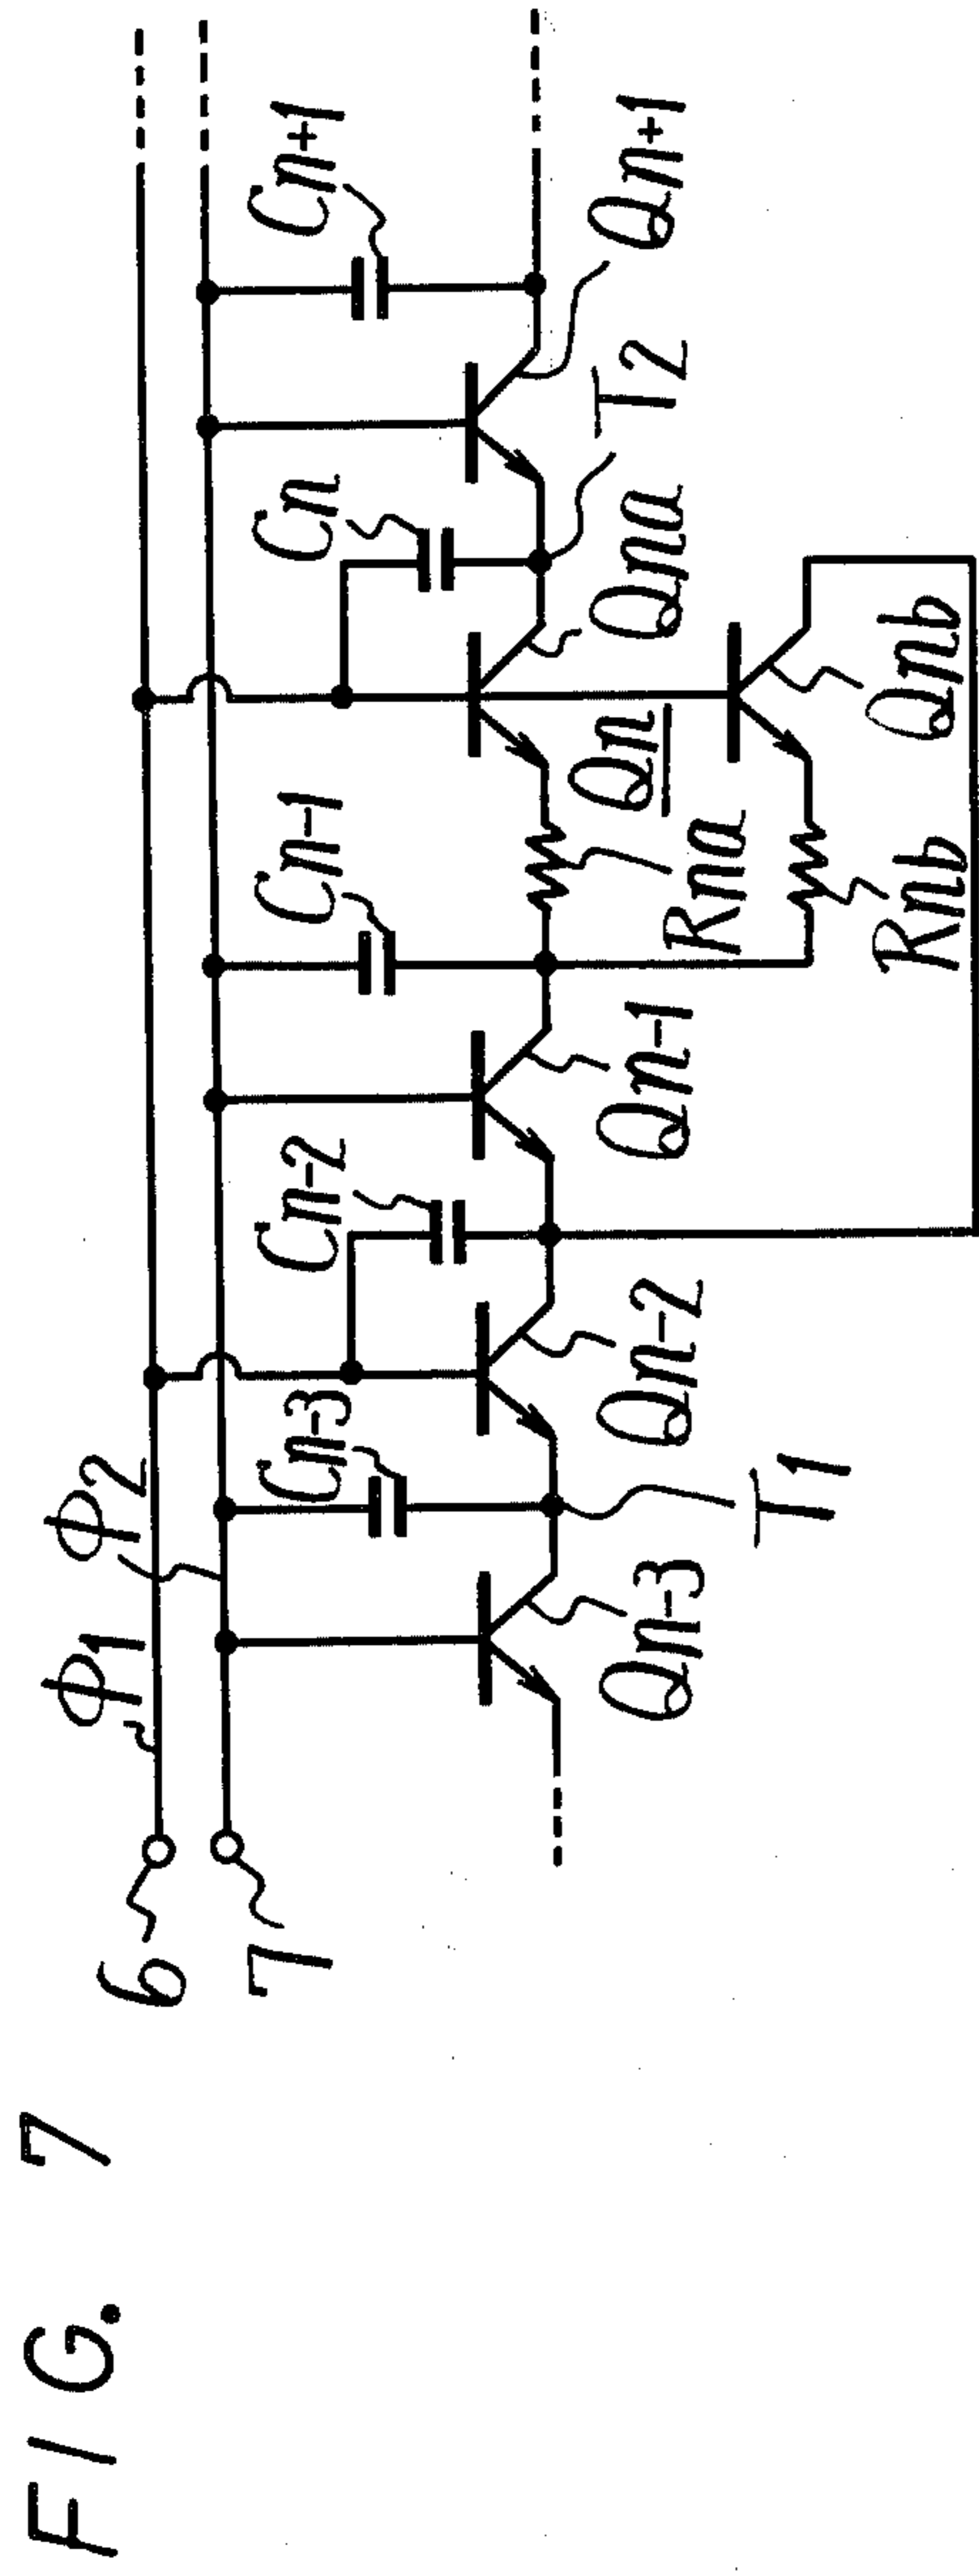 FIG. 7
6
7
Φ1
Φ2
Cn-3
Cn-2
Cn-1
Cn
Cn+1
Qn-3
T1
Qn-2
Qn-1
Rna
Qn
Qna
T2
Qn+1
Rnb
Qnb